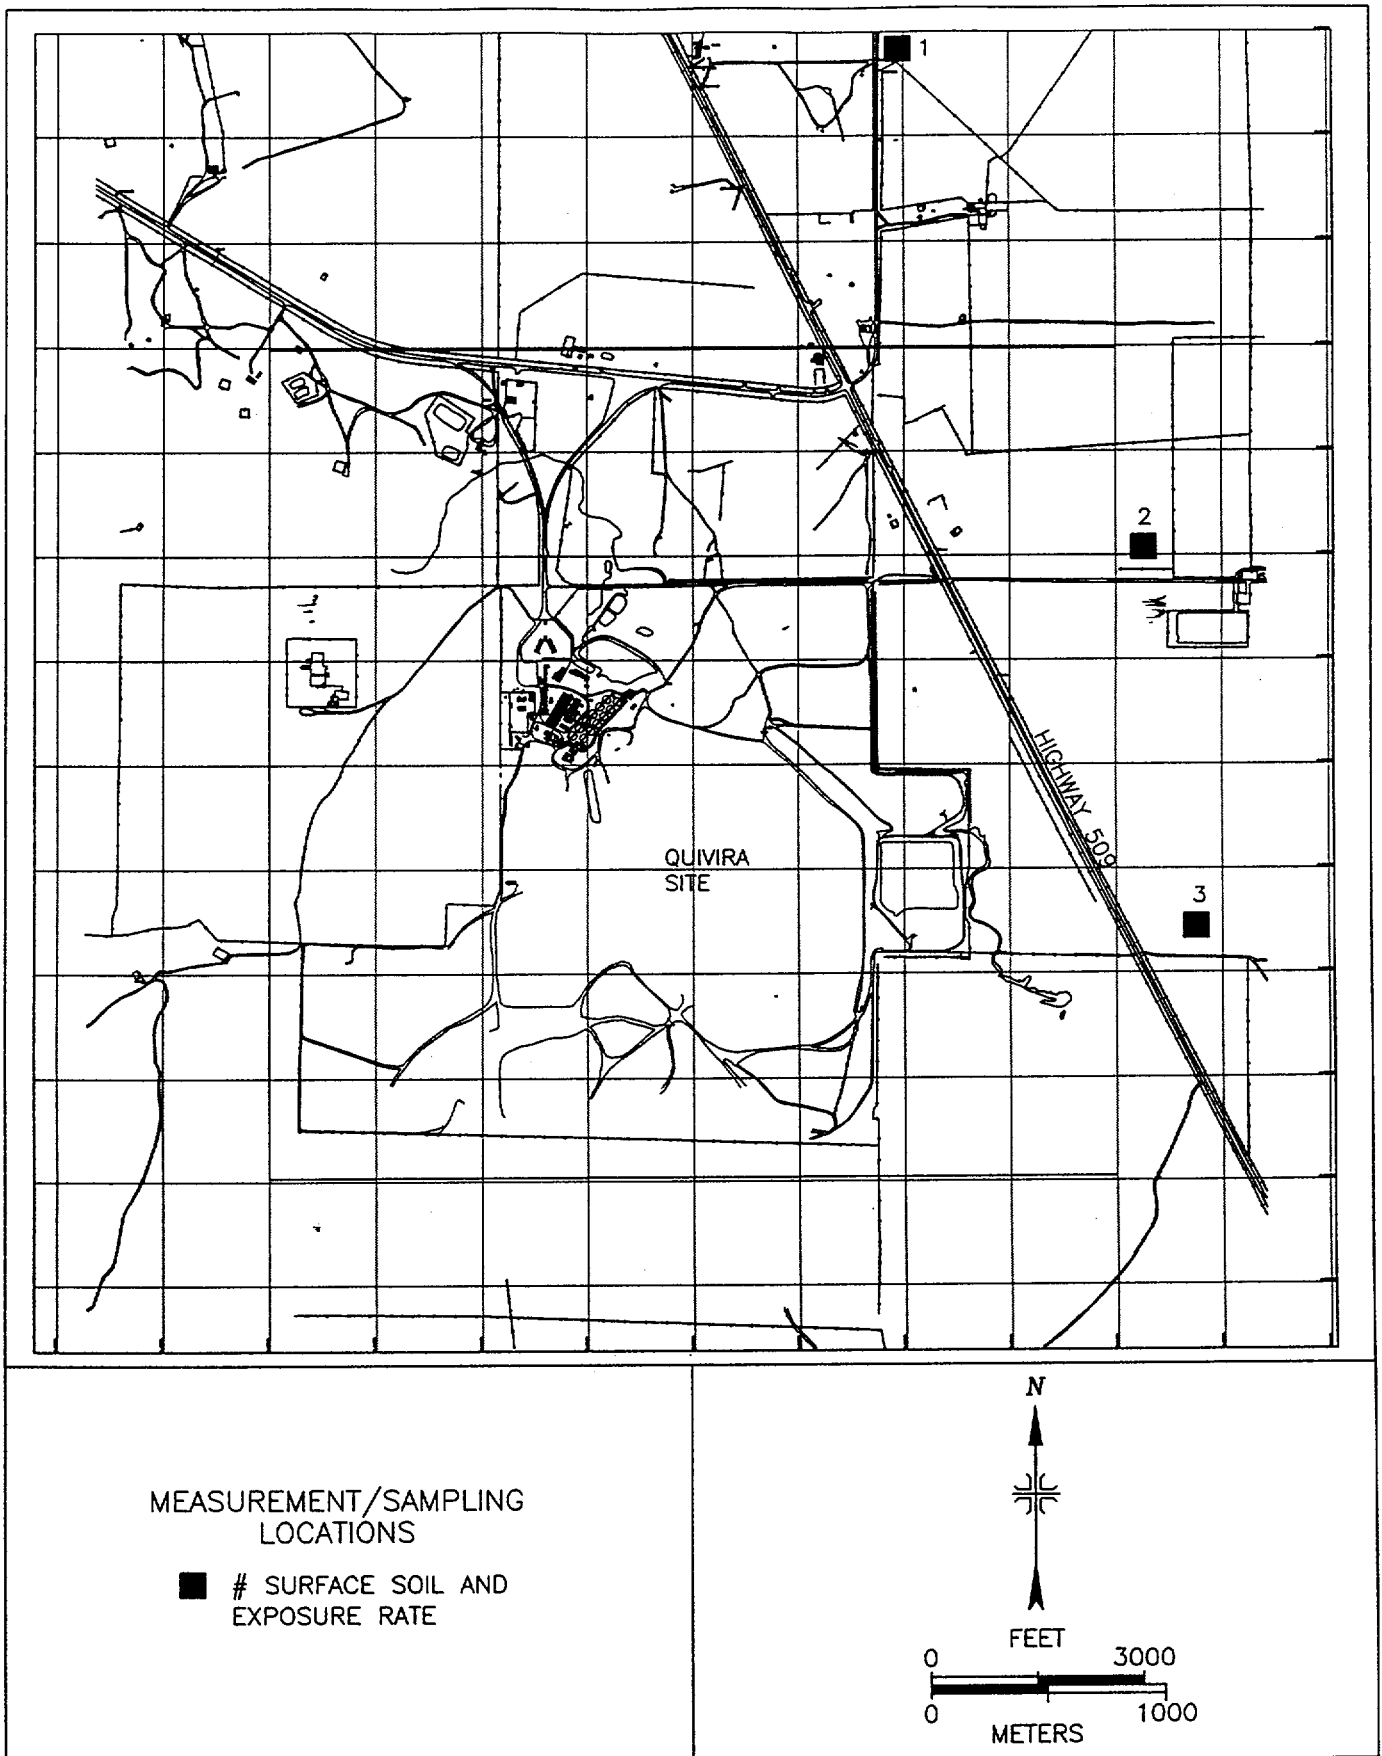 1
2
HIGHWAY 509
QUIVIRA
SITE
3
N
MEASUREMENT/SAMPLING
LOCATIONS
# SURFACE SOIL AND
EXPOSURE RATE
FEET
0 3000
0 1000
METERS